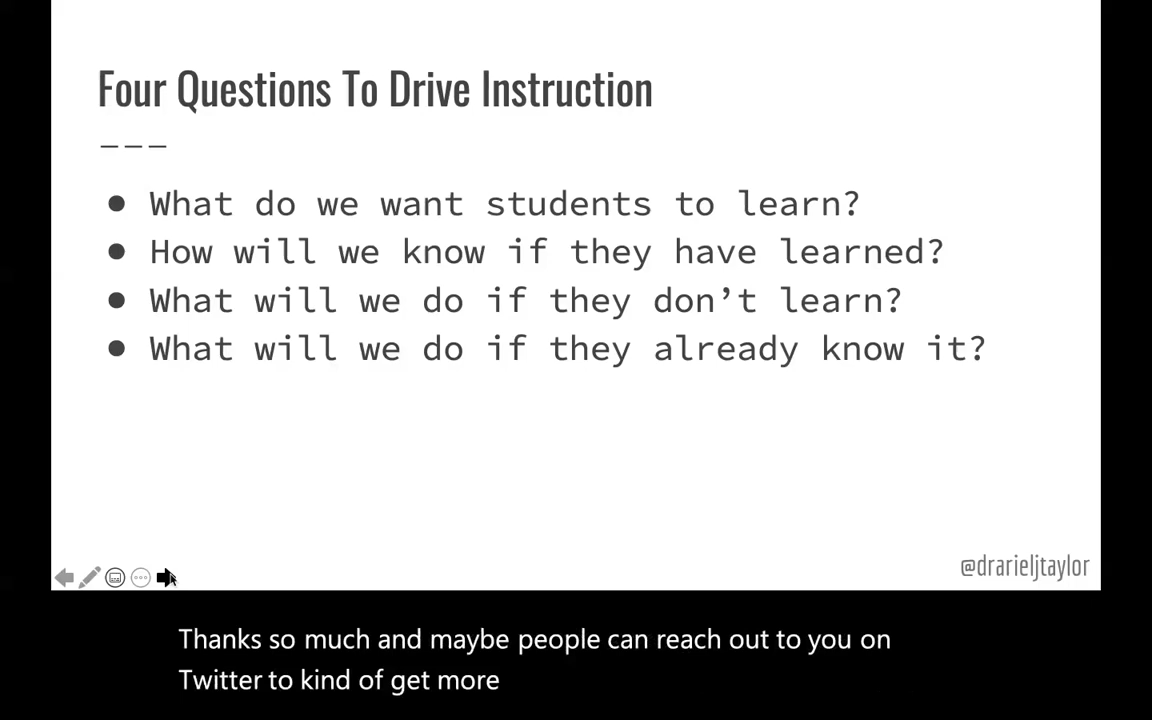 Four Questions To Drive Instruction
● What do we want students to learn?
● How will we know if they have learned?
● What will we do if they don’t learn?
● What will we do if they already know it?
@drarieljtaylor
Thanks so much and maybe people can reach out to you on
Twitter to kind of get more